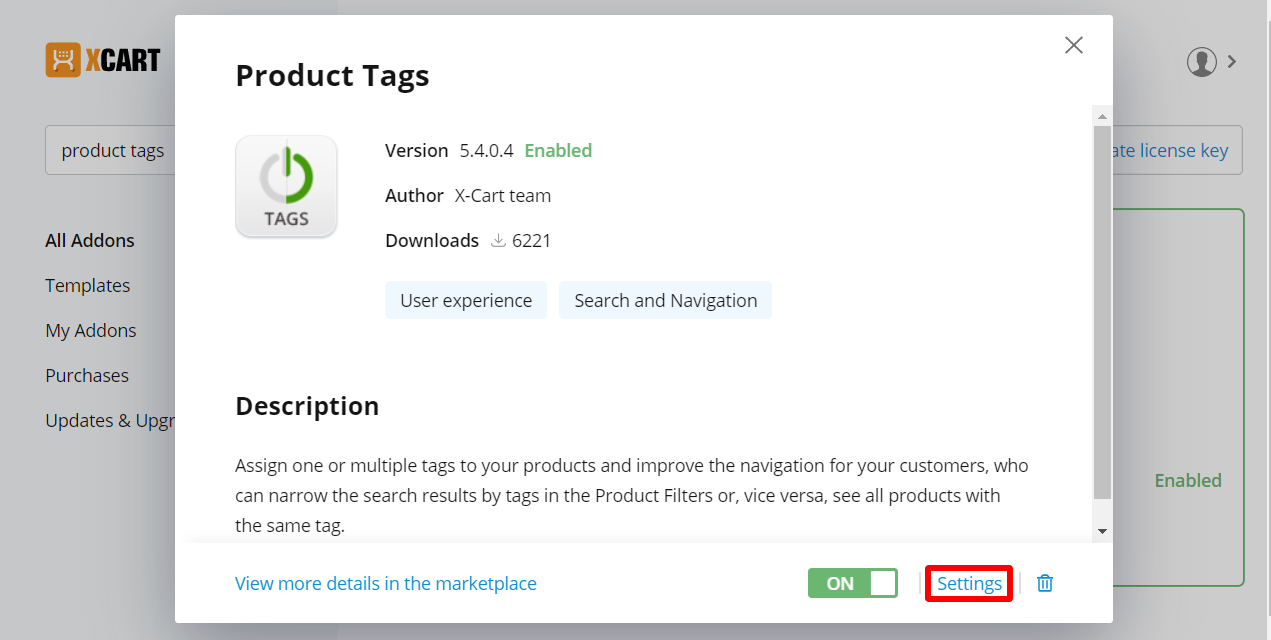 XCART
Product Tags
product tags
Version 5.4.0.4 Enabled
TAGS
Author X-Cart team
Downloads 6221
User experience Search and Navigation
license key
All Addons
Templates
My Addons
Purchases
Updates &
Description
Assign one or multiple tags to your products and improve the navigation for your customers, who
can narrow the search results by tags in the Product Filters or, vice versa, see all products with
the same tag.
Enabled
View more details in the marketplace
ON
Settings